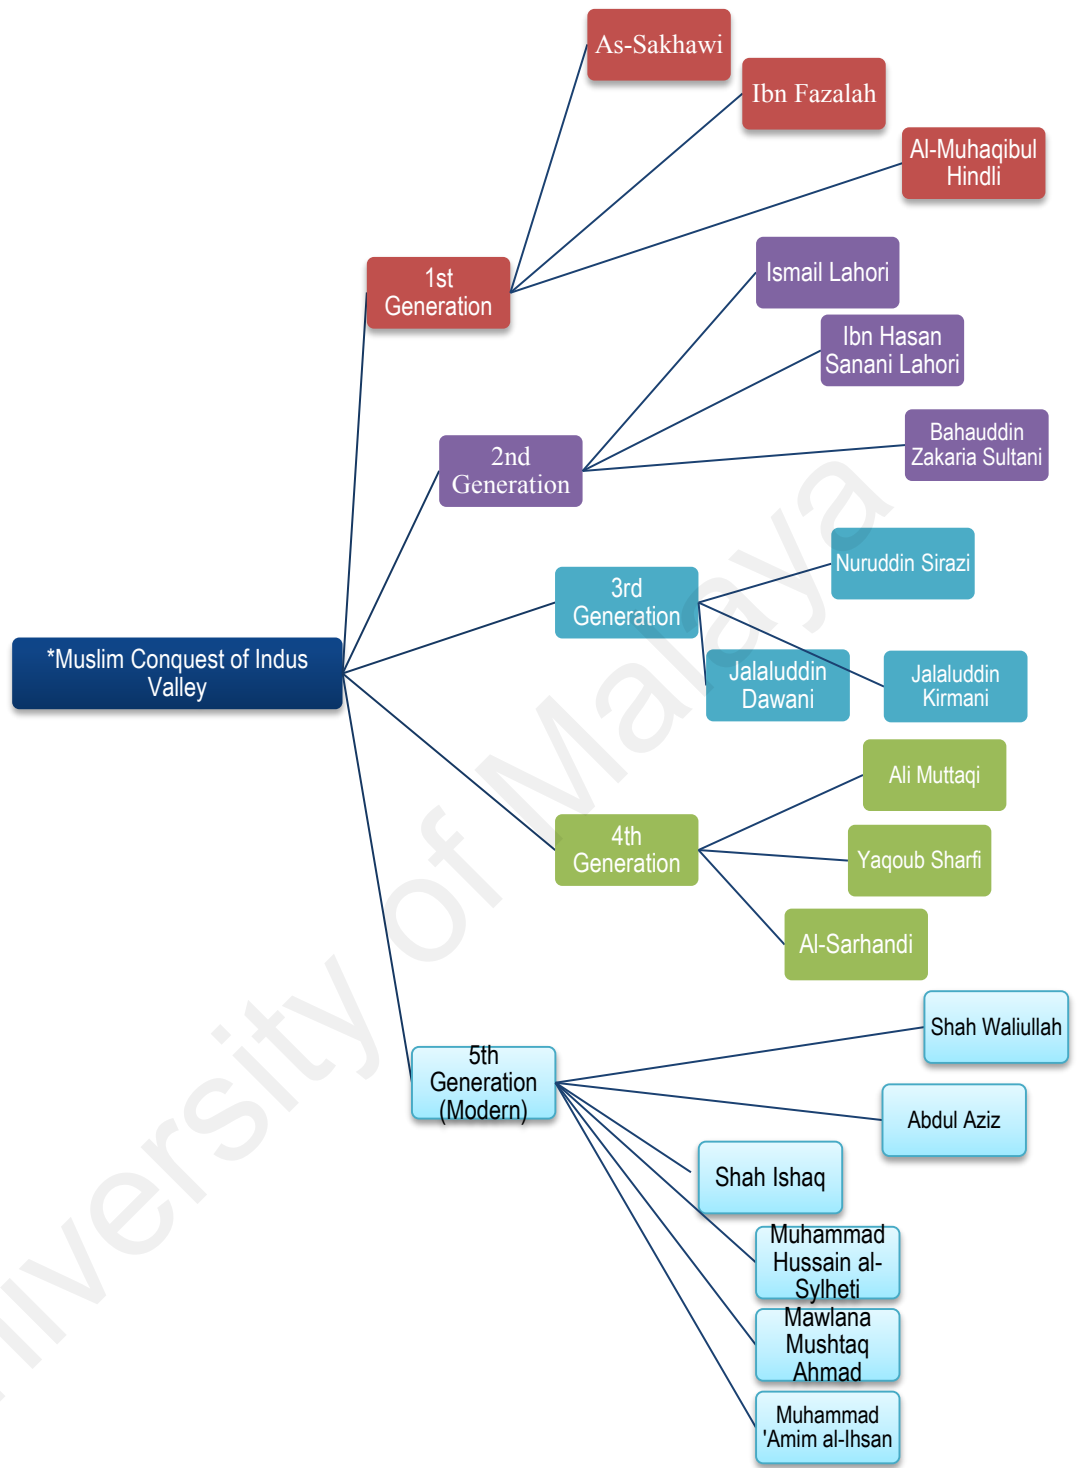 As-Sakhawi
Ibn Fazalah
Al-Muhaqibul
Hindli
1st
Generation
Ismail Lahori
Ibn Hasan
Sanani Lahori
Bahauddin
Zakaria Sultani
2nd
Generation
Nuruddin Sirazi
3rd
Generation
*Muslim Conquest of Indus
Valley
Jalaluddin
Dawani
Jalaluddin
Kirmani
Ali Muttaqi
4th
Generation
Yaqoub Sharfi
Al-Sarhandi
Shah Waliullah
5th
Generation
(Modern)
Abdul Aziz
Shah Ishaq
Muhammad
Hussain al-
Sylheti
Mawlana
Mushtaq
Ahmad
Muhammad
'Amim al-Ihsan
University of Malaya